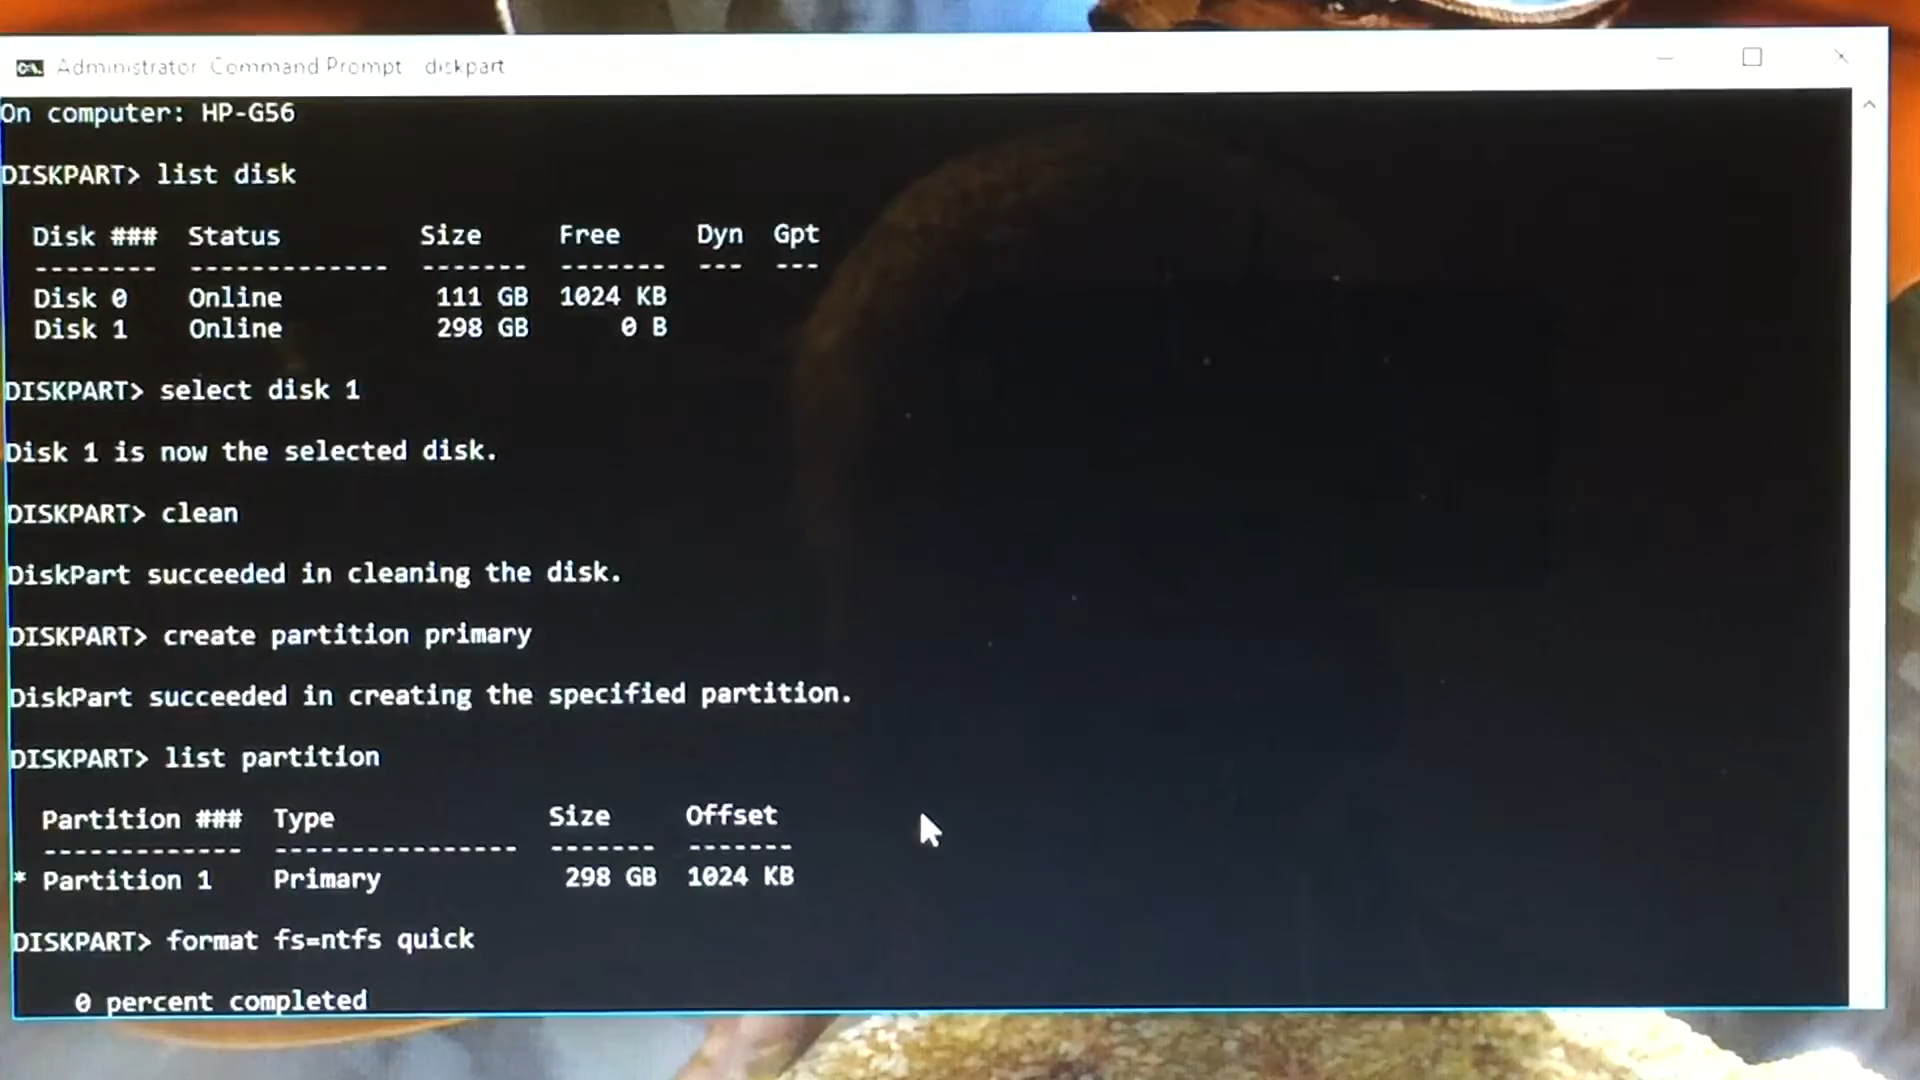 Administrator Command Prompt diskpart
On computer: HP-G56
DISKPART> list disk
Disk ### Status Size Free Dyn Gpt
-------- ------------- ------- ------- --- ---
Disk 0 Online 111 GB 1024 KB
Disk 1 Online 298 GB 0 B
DISKPART> select disk 1
Disk 1 is now the selected disk.
DISKPART> clean
DiskPart succeeded in cleaning the disk.
DISKPART> create partition primary
DiskPart succeeded in creating the specified partition.
DISKPART> list partition
Partition ### Type Size Offset
------------- ---------------- ------- -------
* Partition 1 Primary 298 GB 1024 KB
DISKPART> format fs=ntfs quick
0 percent completed